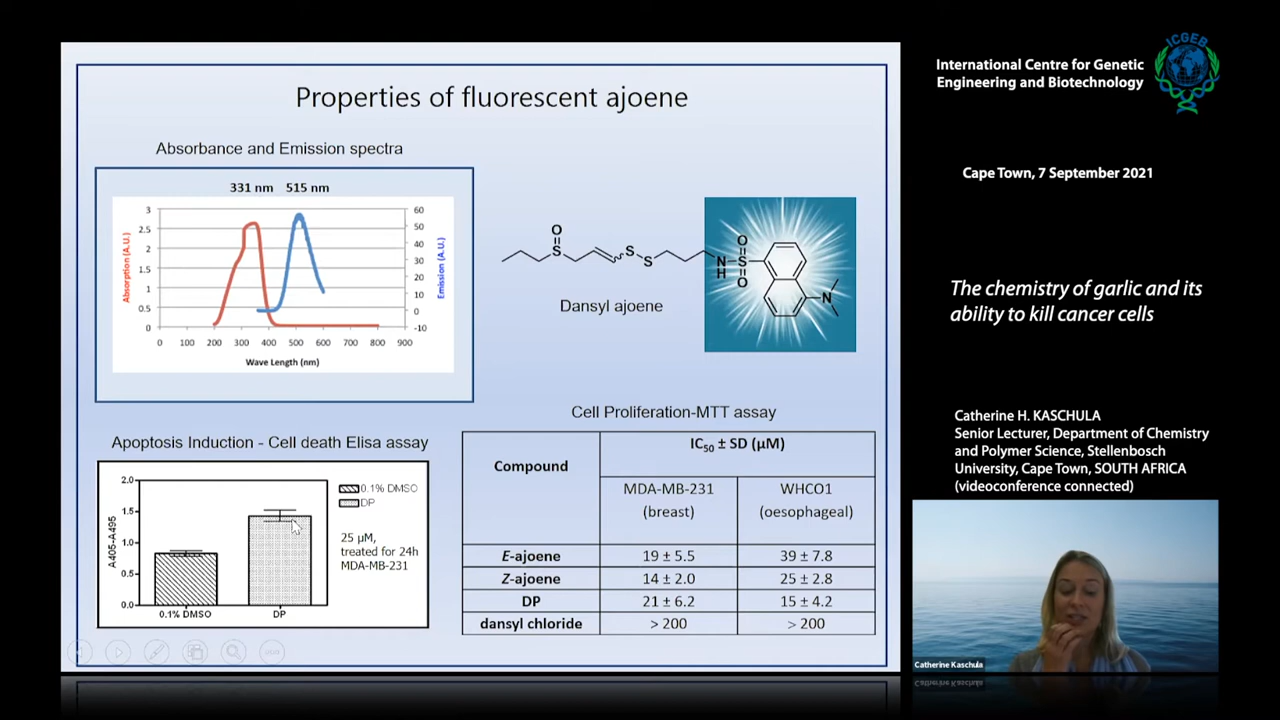 Properties of fluorescent ajoene
Absorbance and Emission spectra
331 nm 515 nm
Absorption (A.U.)
3
2.5
2
1.5
1
0.5
0
60
50
40
30
20
10
0
-10
Emission (A.U.)
0 100 200 300 400 500 600 700 800 900
Wave Length (nm)
O
S
S
S
N
H
O
S
O
N
Dansyl ajoene
Apoptosis Induction - Cell death Elisa assay
A405-A495
2.0
1.5
1.0
0.5
0.0
0.1% DMSO DP
0.1% DMSO
DP
25 µM,
treated for 24h
MDA-MB-231
Cell Proliferation-MTT assay
Compound
IC50 ± SD (µM)
MDA-MB-231
(breast)
WHCO1
(oesophageal)
E-ajoene 19 ± 5.5 39 ± 7.8
Z-ajoene 14 ± 2.0 25 ± 2.8
DP 21 ± 6.2 15 ± 4.2
dansyl chloride > 200 > 200
International Centre for Genetic
Engineering and Biotechnology
ICGEB
Cape Town, 7 September 2021
The chemistry of garlic and its
ability to kill cancer cells
Catherine H. KASCHULA
Senior Lecturer, Department of Chemistry
and Polymer Science, Stellenbosch
University, Cape Town, SOUTH AFRICA
(videoconference connected)
Catherine Kaschula